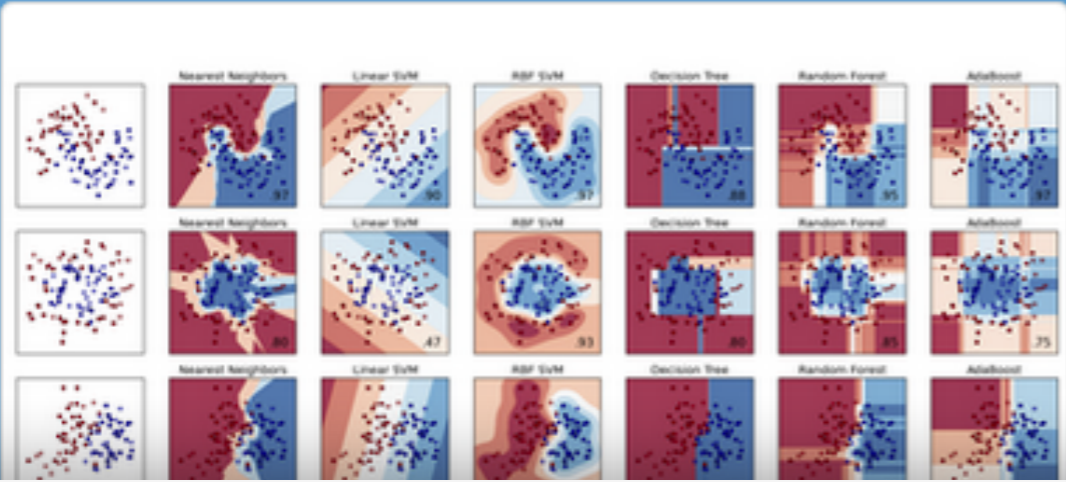 Nearest Neighbors Linear SVM RBF SVM Decision Tree Random Forest AdaBoost
.97 .90 .97 .88 .95 .97
Nearest Neighbors Linear SVM RBF SVM Decision Tree Random Forest AdaBoost
.80 .47 .93 .80 .85 .75
Nearest Neighbors Linear SVM RBF SVM Decision Tree Random Forest AdaBoost